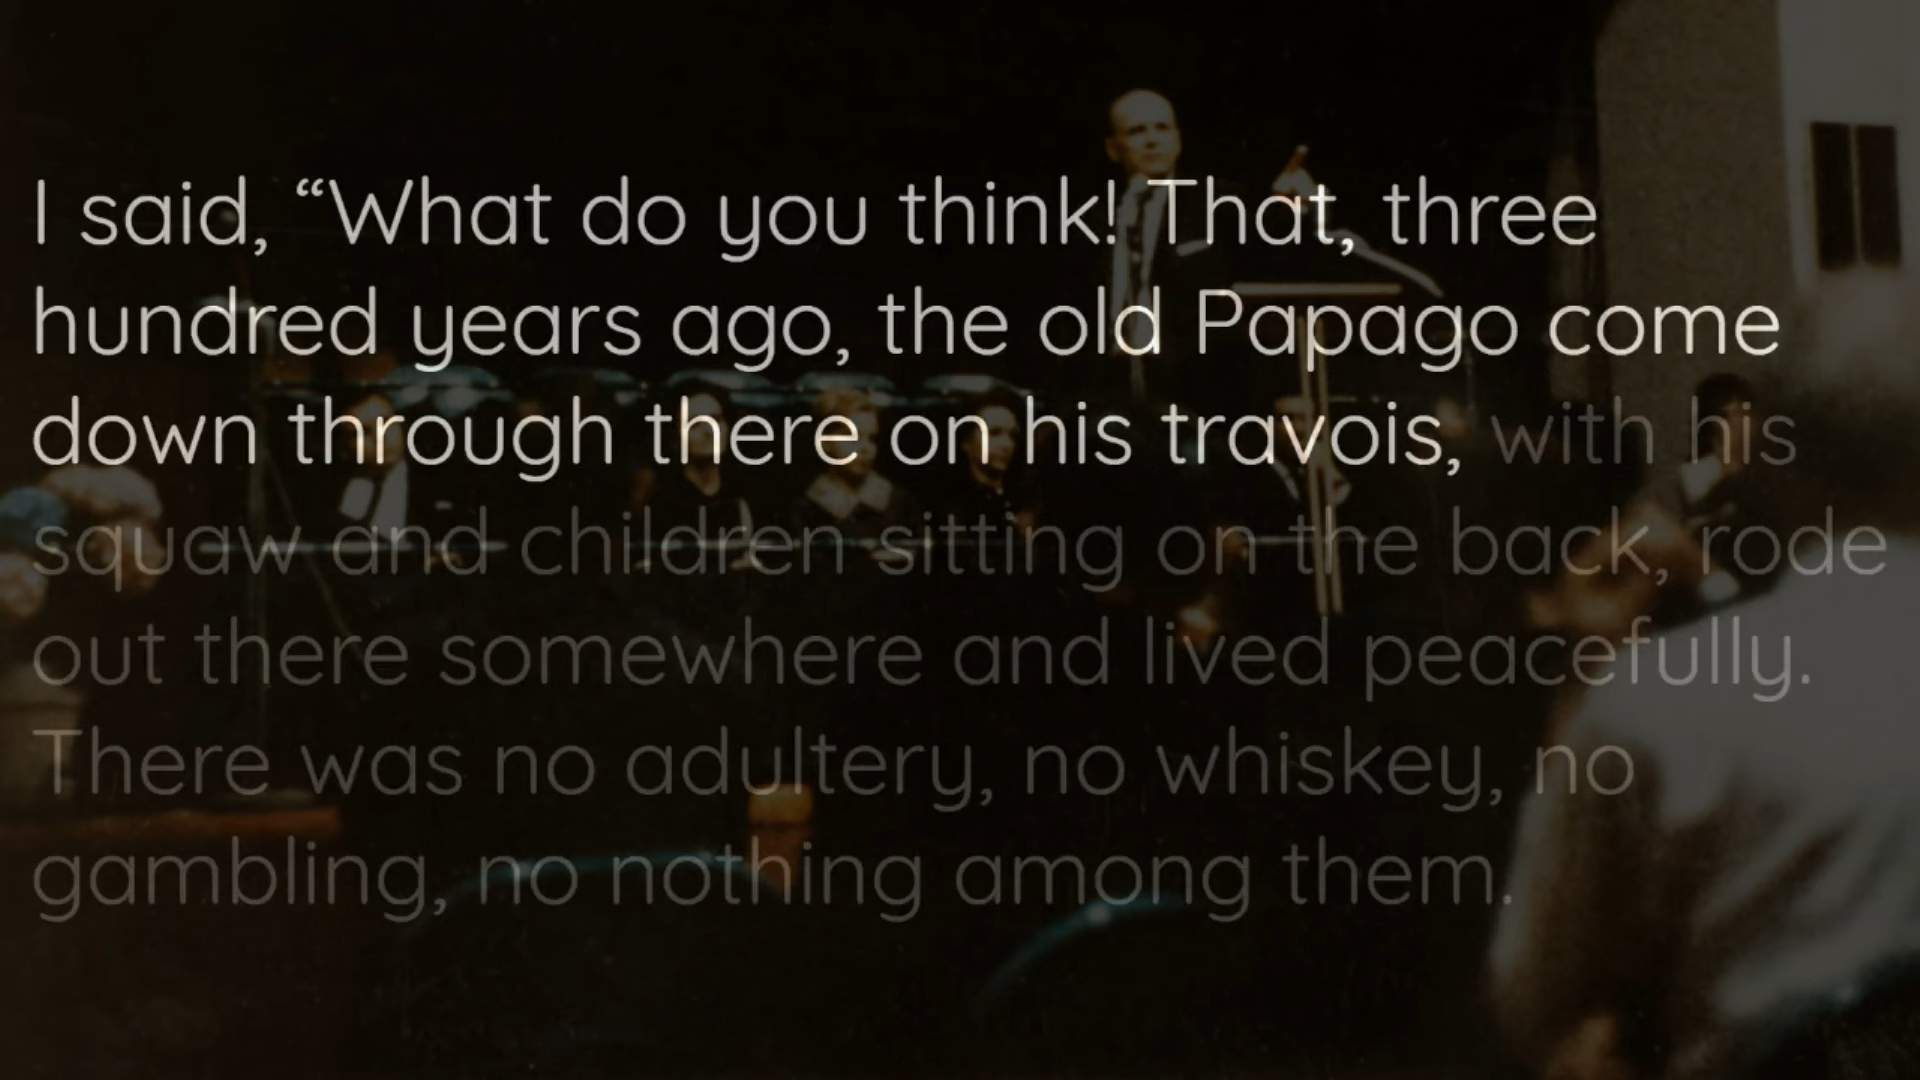 I said, “What do you think! That, three
hundred years ago, the old Papago come
down through there on his travois, with his
squaw and children sitting on the back, rode
out there somewhere and lived peacefully.
There was no adultery, no whiskey, no
gambling, no nothing among them.